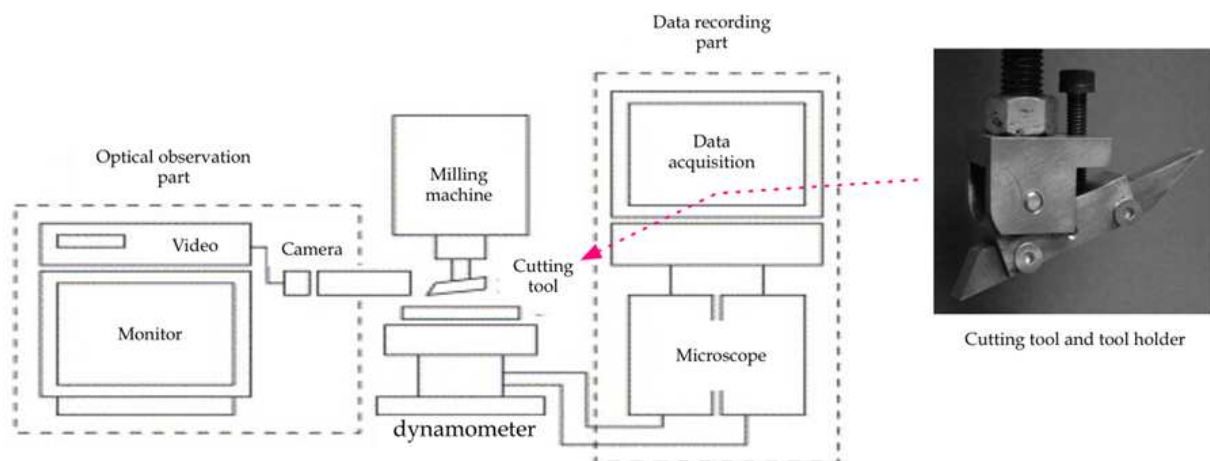 Data recording
part
Optical observation
part
Milling
machine
Data
acquisition
Video
Camera
Cutting
tool
Monitor
Microscope
dynamometer
Cutting tool and tool holder